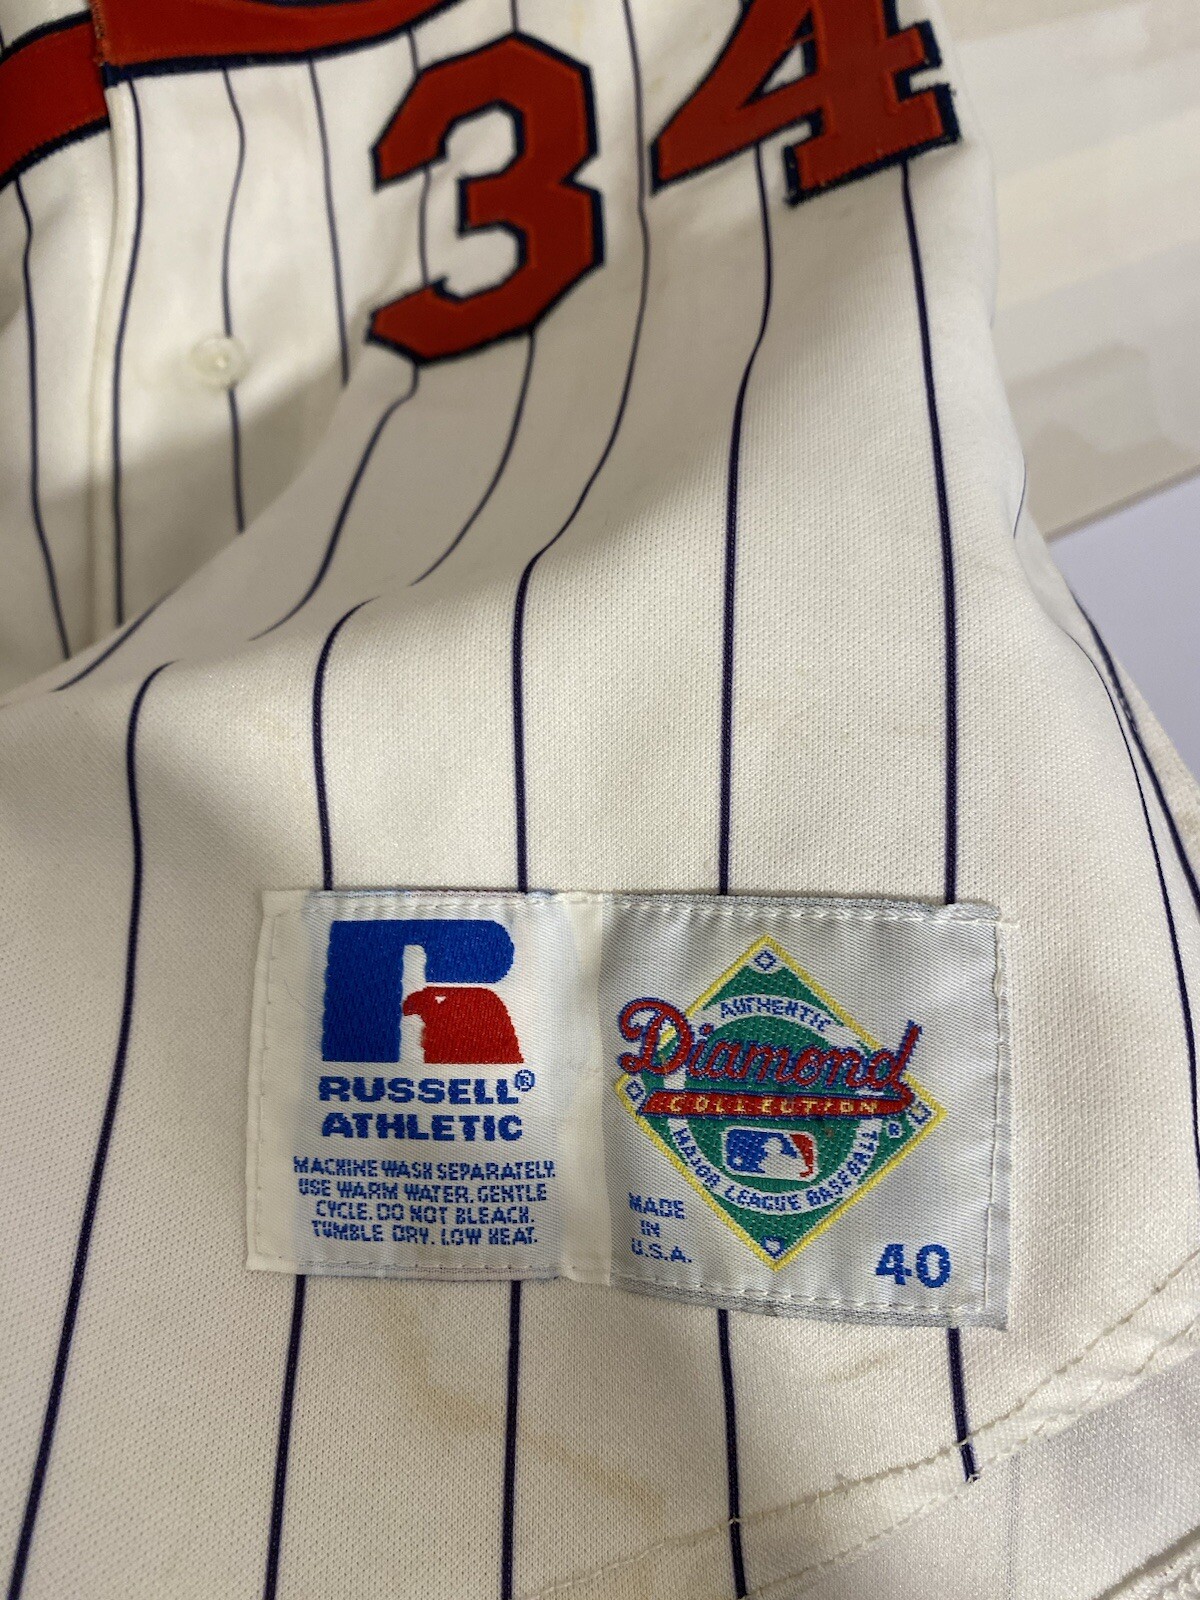 34
RUSSELL®
ATHLETIC
MACHINE WASH SEPARATELY.
USE WARM WATER. GENTLE
CYCLE. DO NOT BLEACH.
TUMBLE DRY. LOW HEAT.
AUTHENTIC
Diamond
COLLECTION
®
MAJOR LEAGUE BASEBALL
MADE
IN
U.S.A.
40